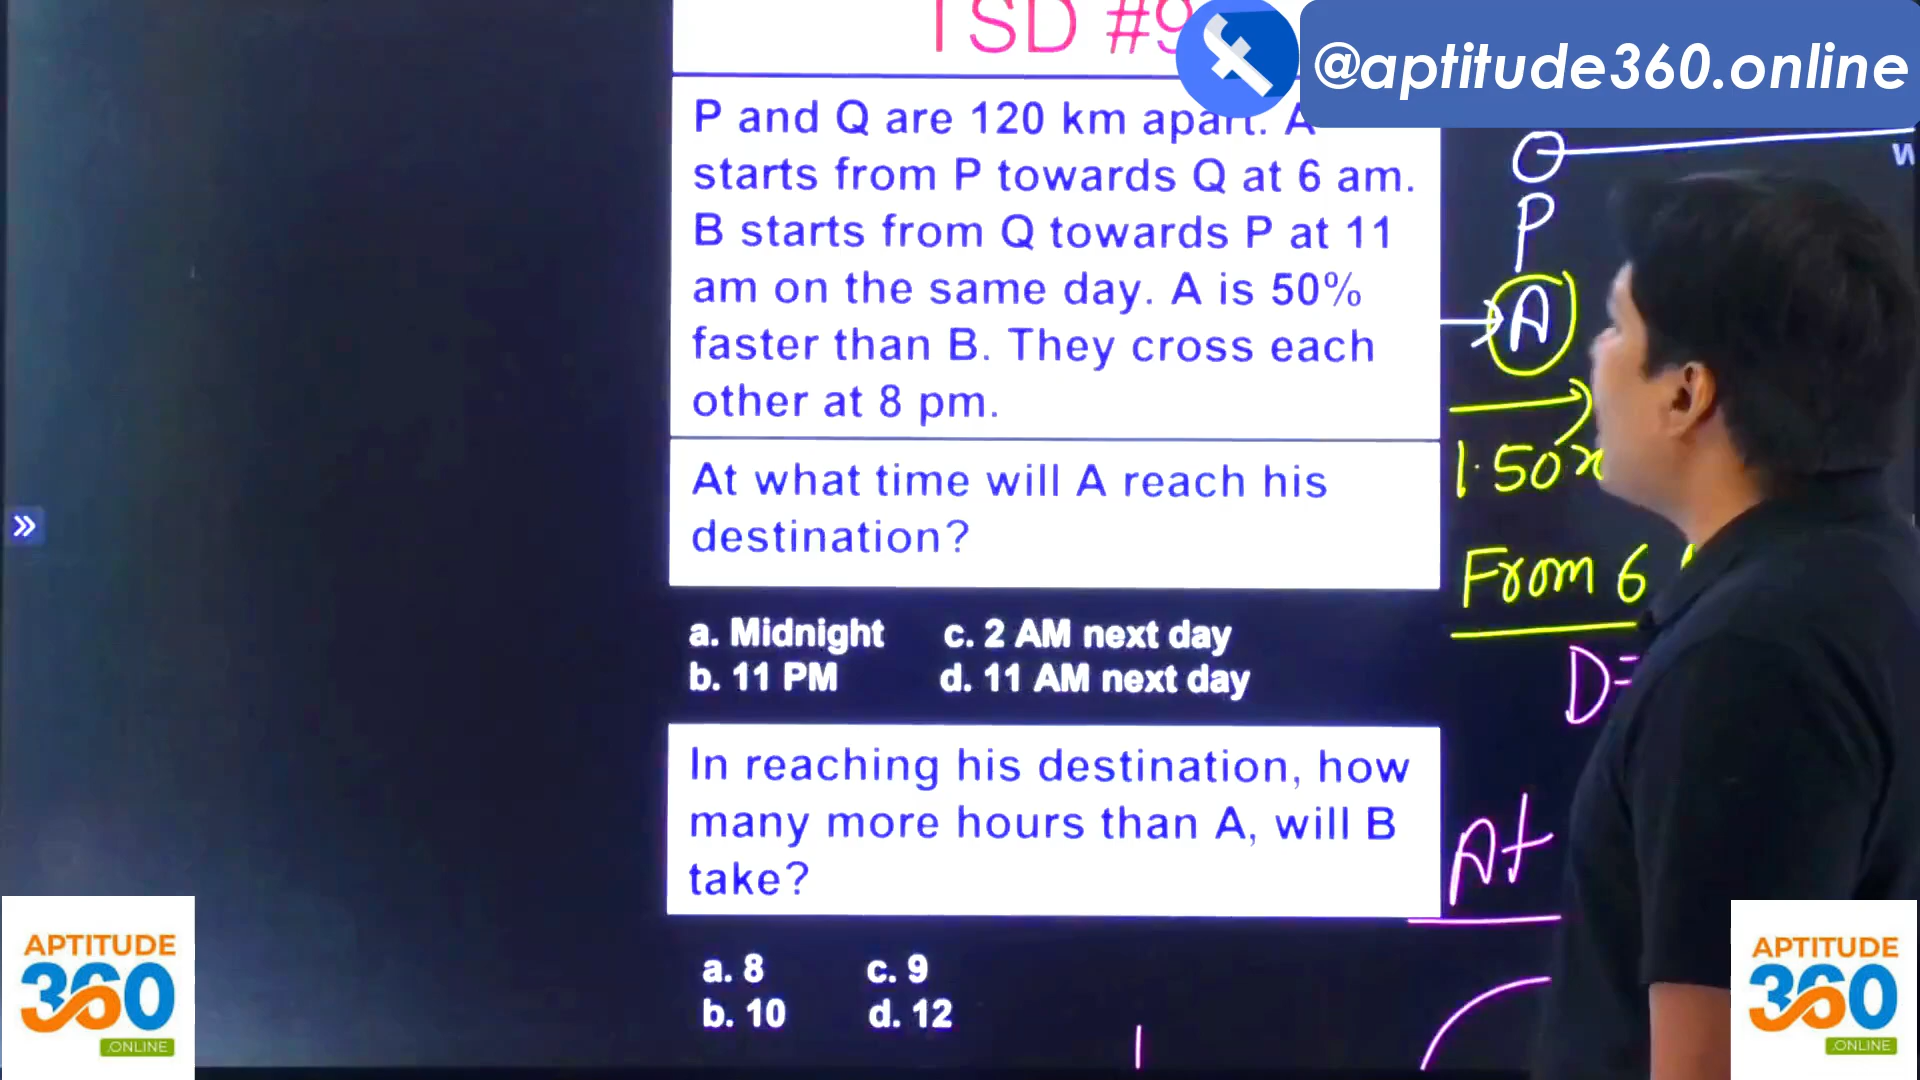 TSD #9
@aptitude360.online
P and Q are 120 km apart. A
starts from P towards Q at 6 am.
B starts from Q towards P at 11
am on the same day. A is 50%
faster than B. They cross each
other at 8 pm.
At what time will A reach his
destination?
a. Midnight c. 2 AM next day
b. 11 PM d. 11 AM next day
In reaching his destination, how
many more hours than A, will B
take?
a. 8 c. 9
b. 10 d. 12
P
A
1.50x
From 6
D=
At
APTITUDE
360
.ONLINE
APTITUDE
360
.ONLINE